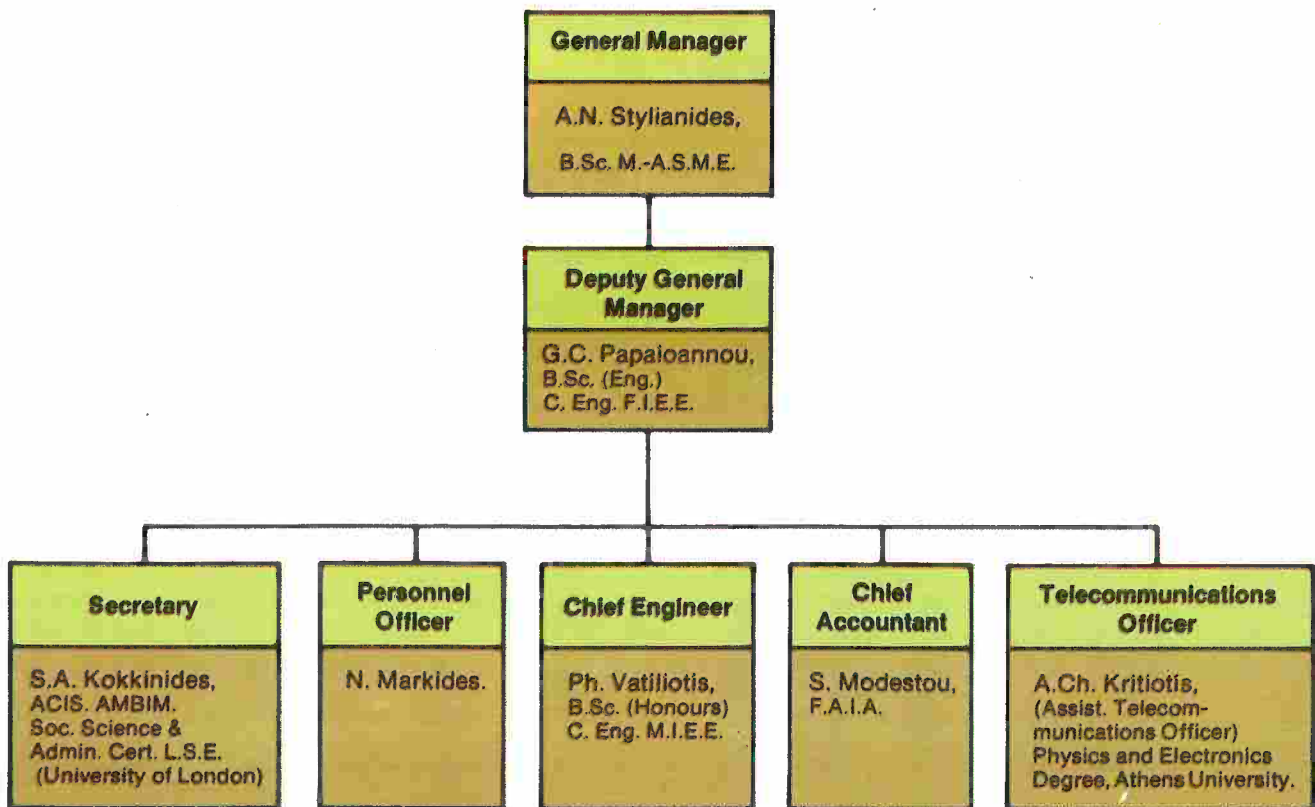 General Manager
A.N. Stylianides,
B.Sc. M.-A.S.M.E.
Deputy General
Manager
G.C. Papaioannou,
B.Sc. (Eng.)
C. Eng. F.I.E.E.
Secretary
S.A. Kokkinides,
ACIS. AMBIM.
Soc. Science &
Admin. Cert. L.S.E.
(University of London)
Personnel
Officer
N. Markides.
Chief Engineer
Ph. Vatiliotis,
B.Sc. (Honours)
C. Eng. M.I.E.E.
Chief
Accountant
S. Modestou,
F.A.I.A.
Telecommunications
Officer
A.Ch. Kritiotis,
(Assist. Telecom-
munications Officer)
Physics and Electronics
Degree, Athens University.